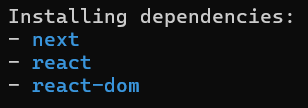 Installing dependencies:
- next
- react
- react-dom